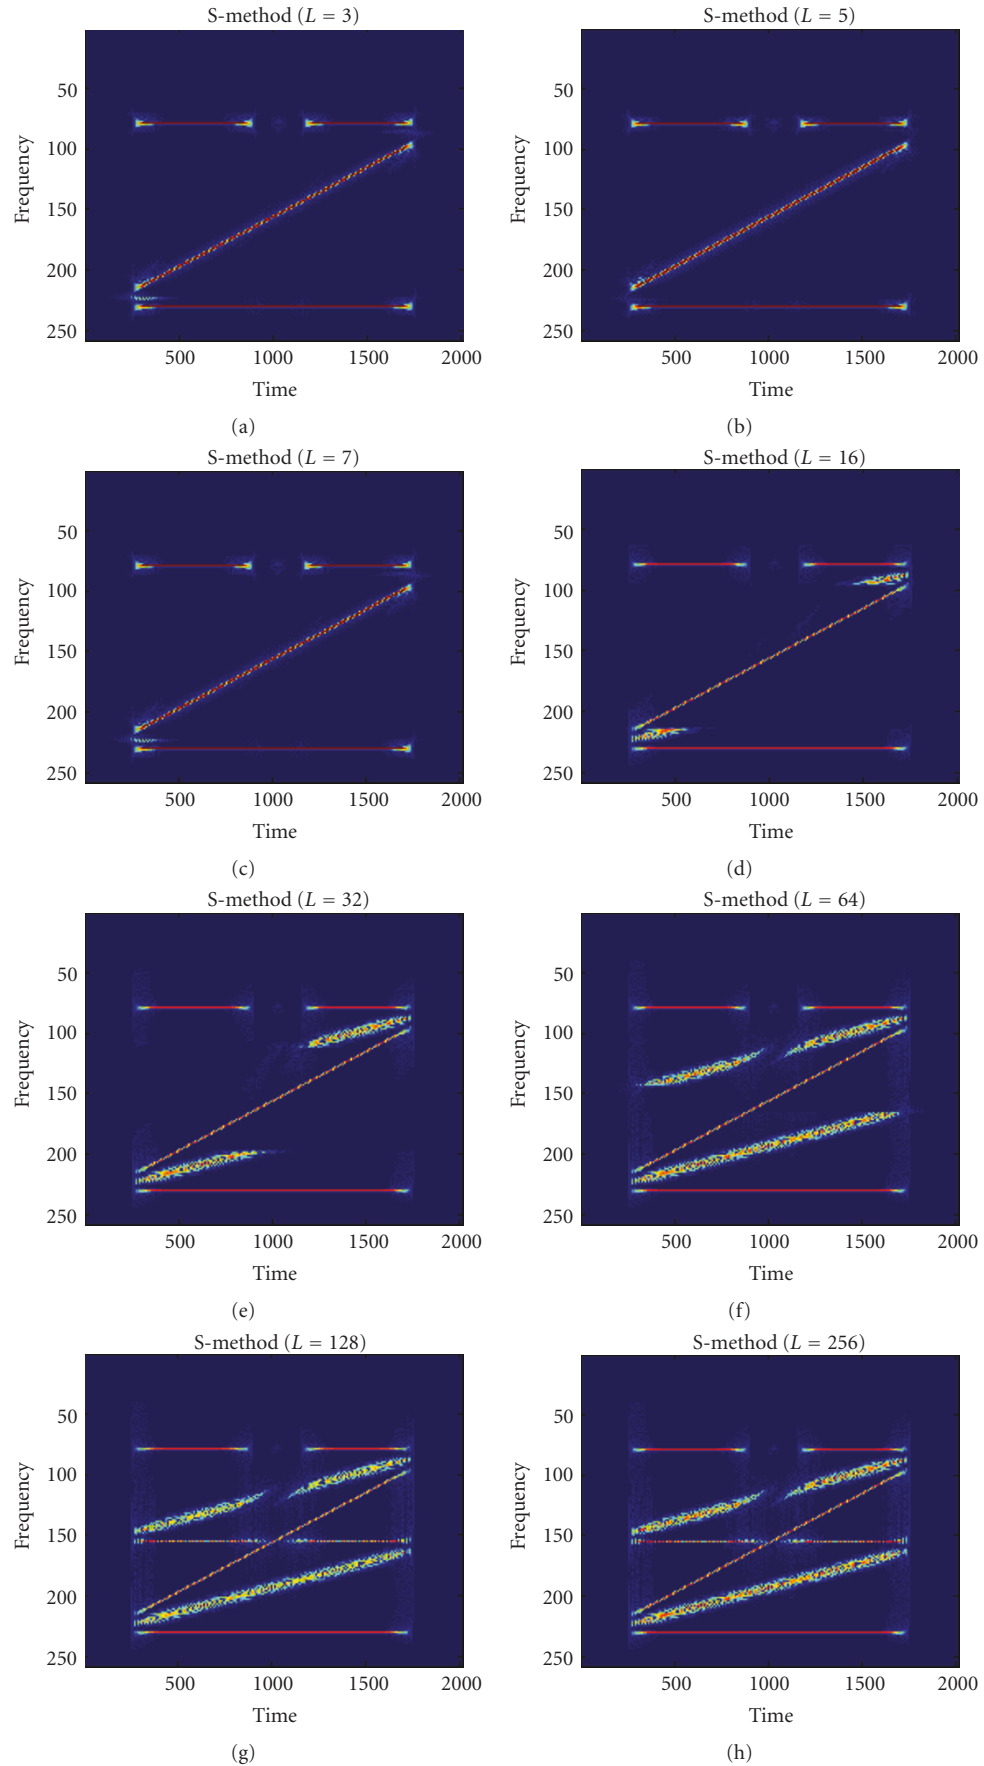 S-method (L = 3)
50
100
150
200
250
Frequency
500 1000 1500 2000
Time
(a)
S-method (L = 5)
50
100
150
200
250
Frequency
500 1000 1500 2000
Time
(b)
S-method (L = 7)
50
100
150
200
250
Frequency
500 1000 1500 2000
Time
(c)
S-method (L = 16)
50
100
150
200
250
Frequency
500 1000 1500 2000
Time
(d)
S-method (L = 32)
50
100
150
200
250
Frequency
500 1000 1500 2000
Time
(e)
S-method (L = 64)
50
100
150
200
250
Frequency
500 1000 1500 2000
Time
(f)
S-method (L = 128)
50
100
150
200
250
Frequency
500 1000 1500 2000
Time
(g)
S-method (L = 256)
50
100
150
200
250
Frequency
500 1000 1500 2000
Time
(h)